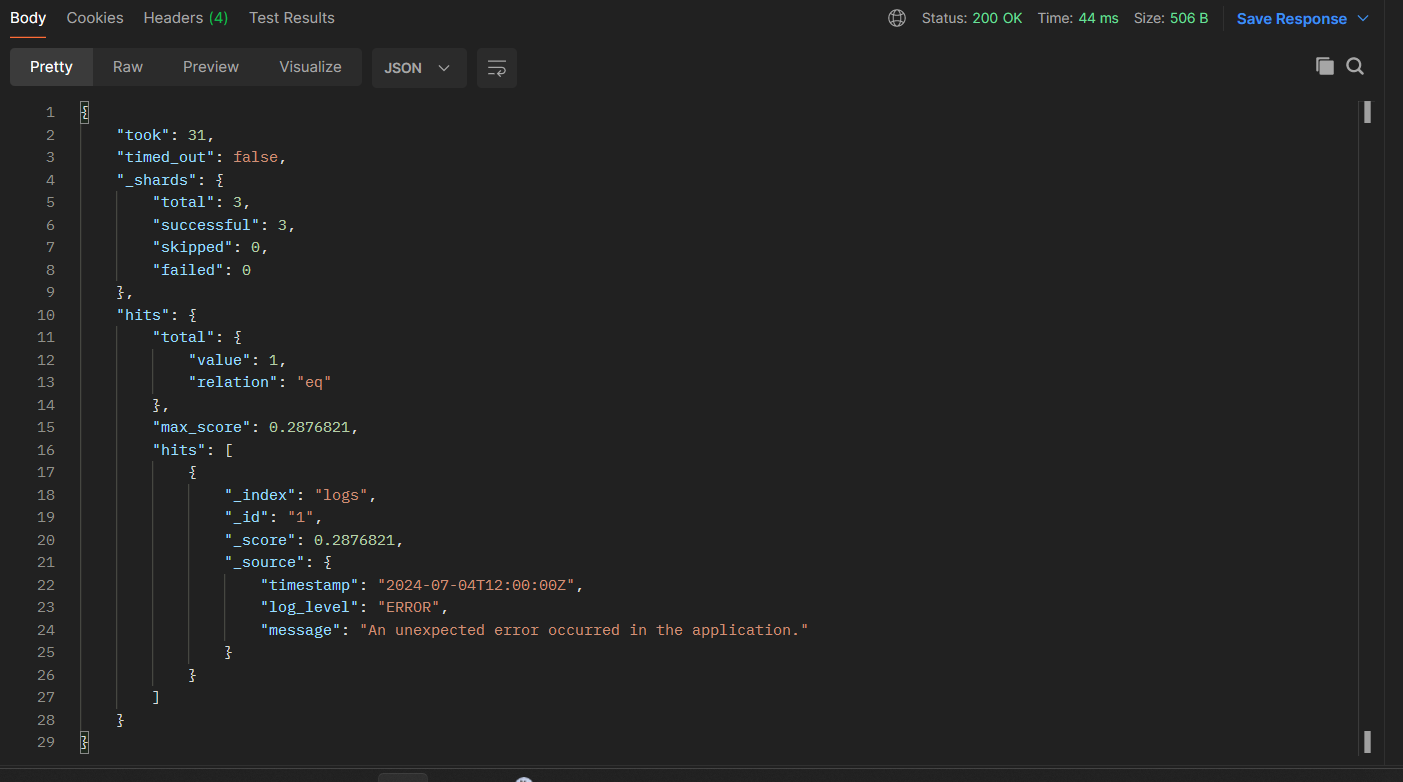 Body Cookies Headers (4) Test Results Status: 200 OK Time: 44 ms Size: 506 B Save Response
Pretty Raw Preview Visualize JSON
1 {
2     "took": 31,
3     "timed_out": false,
4     "_shards": {
5         "total": 3,
6         "successful": 3,
7         "skipped": 0,
8         "failed": 0
9     },
10     "hits": {
11         "total": {
12             "value": 1,
13             "relation": "eq"
14         },
15         "max_score": 0.2876821,
16         "hits": [
17             {
18                 "_index": "logs",
19                 "_id": "1",
20                 "_score": 0.2876821,
21                 "_source": {
22                     "timestamp": "2024-07-04T12:00:00Z",
23                     "log_level": "ERROR",
24                     "message": "An unexpected error occurred in the application."
25                 }
26             }
27         ]
28     }
29 }